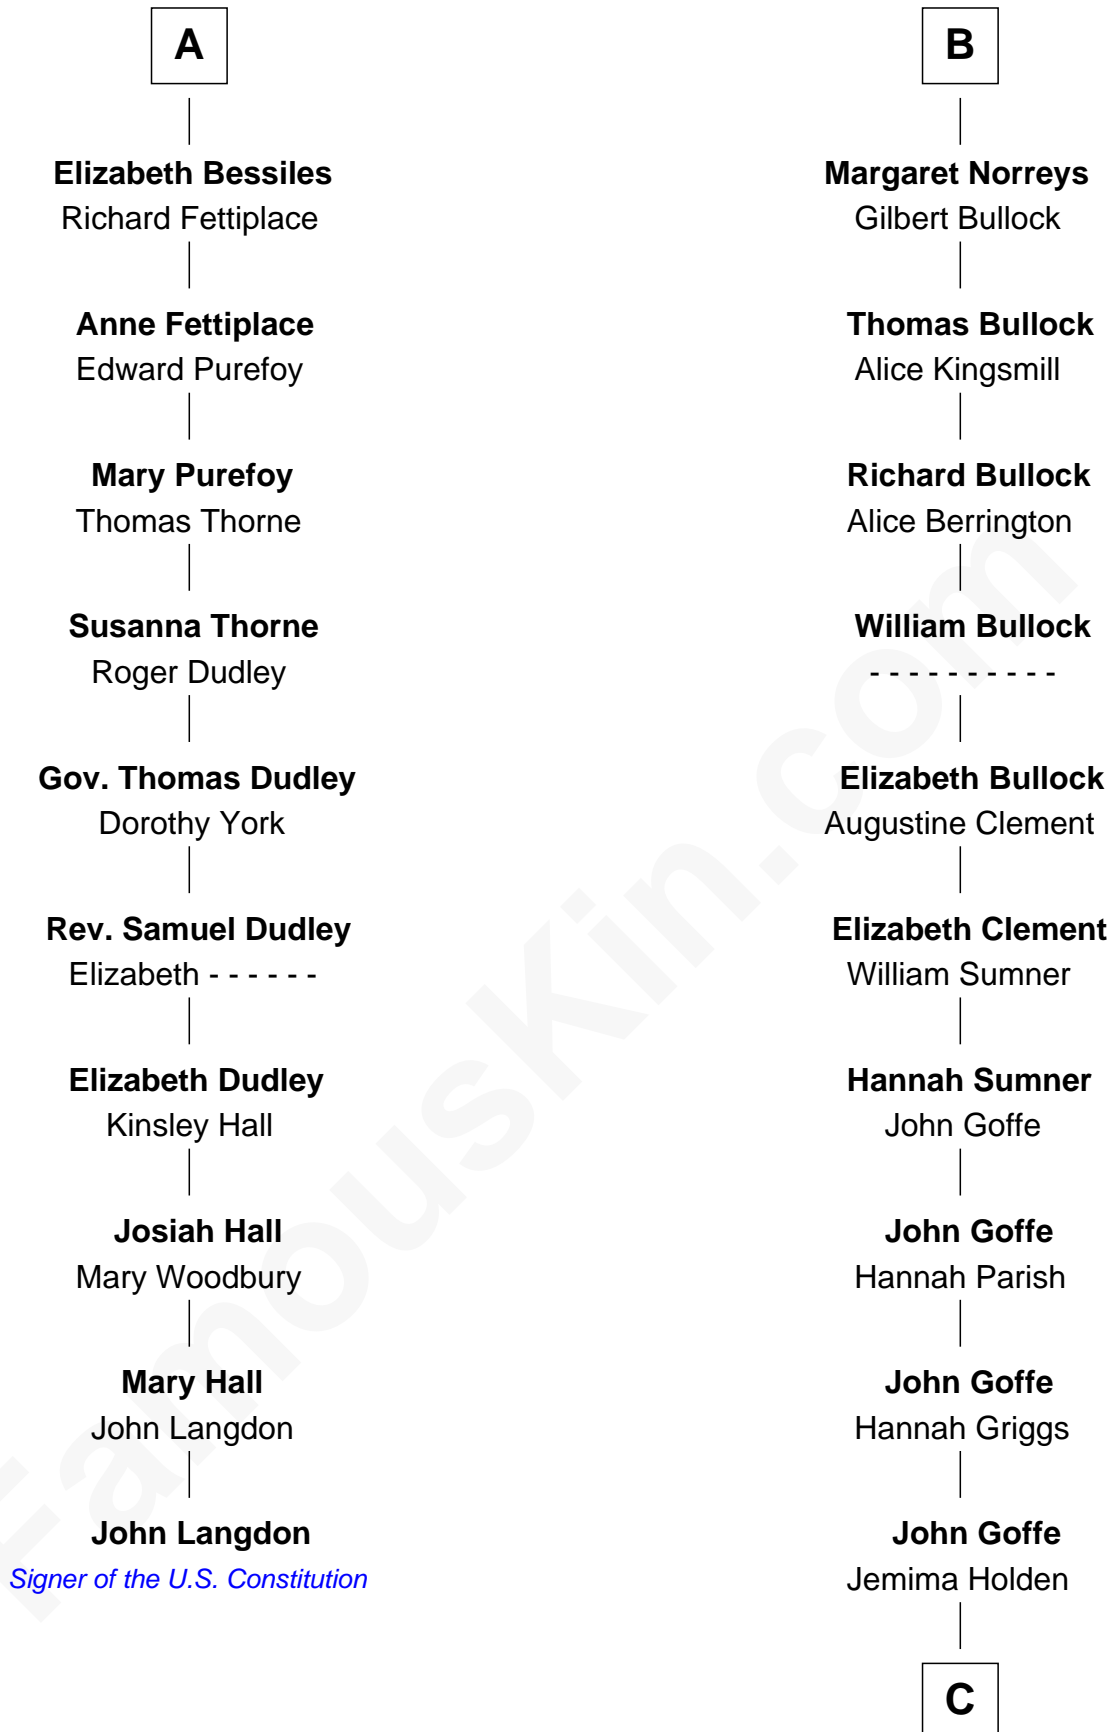 A
Elizabeth Bessiles
Richard Fettiplace
Anne Fettiplace
Edward Purefoy
Mary Purefoy
Thomas Thorne
Susanna Thorne
Roger Dudley
Gov. Thomas Dudley
Dorothy York
Rev. Samuel Dudley
Elizabeth - - - - - -
Elizabeth Dudley
Kinsley Hall
Josiah Hall
Mary Woodbury
Mary Hall
John Langdon
John Langdon
Signer of the U.S. Constitution
B
Margaret Norreys
Gilbert Bullock
Thomas Bullock
Alice Kingsmill
Richard Bullock
Alice Berrington
William Bullock
- - - - - - - - - -
Elizabeth Bullock
Augustine Clement
Elizabeth Clement
William Sumner
Hannah Sumner
John Goffe
John Goffe
Hannah Parish
John Goffe
Hannah Griggs
John Goffe
Jemima Holden
C
FamousKin.com